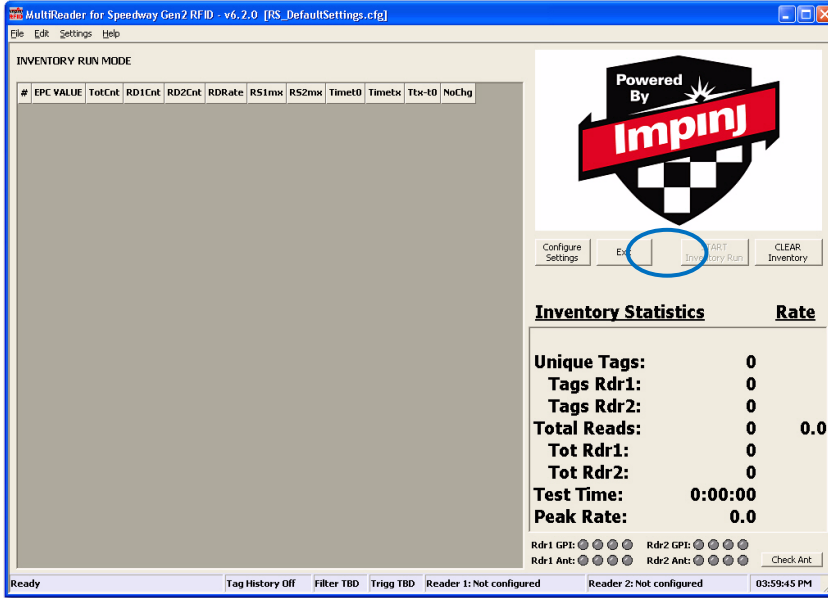 MultiReader for Speedway Gen2 RFID - v6.2.0 [RS_DefaultSettings.cfg]
File Edit Settings Help
INVENTORY RUN MODE
# EPC VALUE TotCnt RD1Cnt RD2Cnt RDRate RS1mx RS2mx Timet0 Timetx Ttx-t0 NoChg
Powered
By
Impinj
Configure
Settings
Exit
START
Inventory Run
CLEAR
Inventory
Inventory Statistics Rate
Unique Tags: 0
Tags Rdr1: 0
Tags Rdr2: 0
Total Reads: 0 0.0
Tot Rdr1: 0
Tot Rdr2: 0
Test Time: 0:00:00
Peak Rate: 0.0
Rdr1 GPI: Rdr2 GPI:
Rdr1 Ant: Rdr2 Ant: Check Ant
Ready Tag History Off Filter TBD Trigg TBD Reader 1: Not configured Reader 2: Not configured 03:59:45 PM